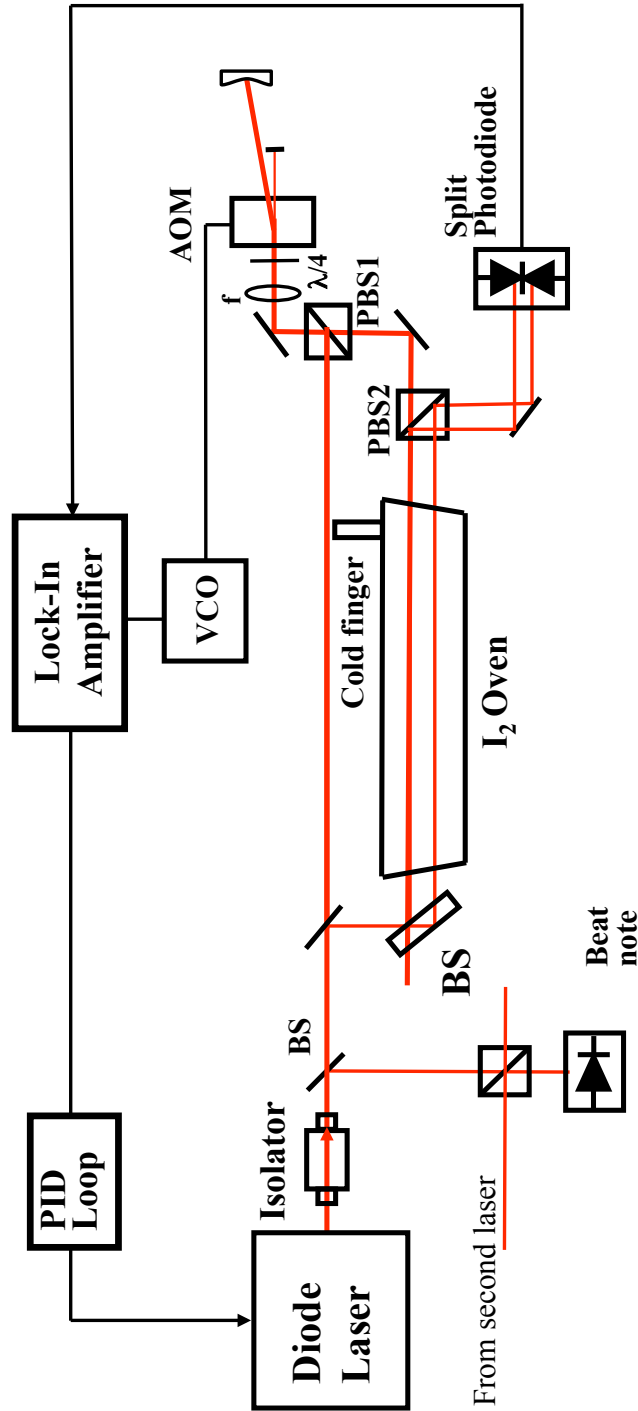 Diode
Laser
PID
Loop
Isolator
BS
BS
From second laser
Beat
note
Lock-In
Amplifier
VCO
Cold finger
I₂ Oven
AOM
f
λ/4
PBS1
PBS2
Split
Photodiode